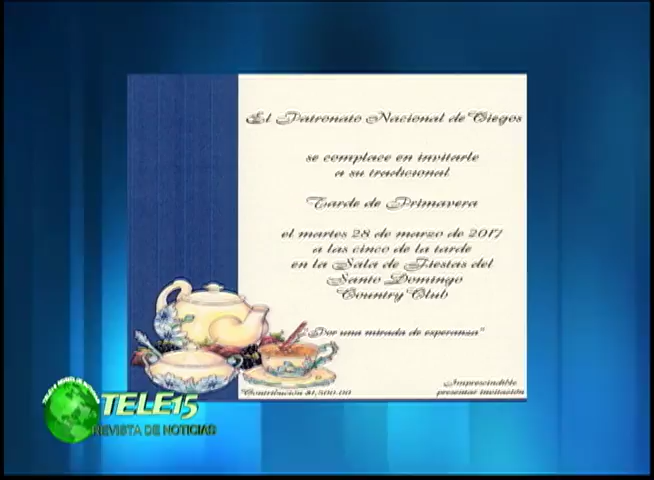 El Patronato Nacional de Ciegos
se complace en invitarle
a su tradicional
Tarde de Primavera
el martes 28 de marzo de 2017
a las cinco de la tarde
en la Sala de Fiestas del
Santo Domingo
Country Club
"Por una mirada de esperanza"
Imprescindible
Contribución $1,500.00
presentar invitación
TELE15
REVISTA DE NOTICIAS